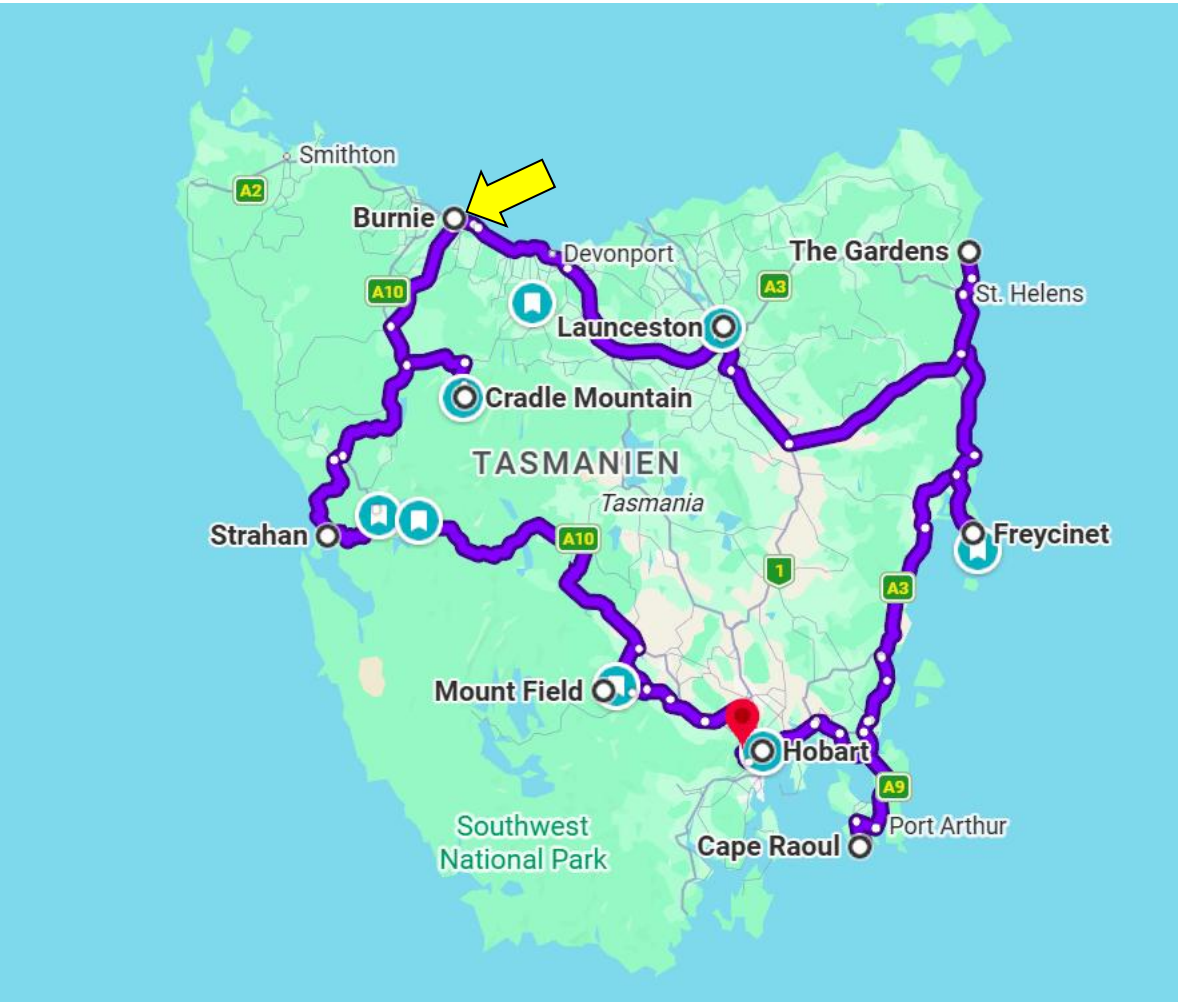 Smithton
A2
Burnie
Devonport
The Gardens
A10
A3
St. Helens
Launceston
Cradle Mountain
TASMANIEN
Tasmania
Strahan
A10
Freycinet
1
A3
Mount Field
Hobart
A9
Southwest
National Park
Port Arthur
Cape Raoul